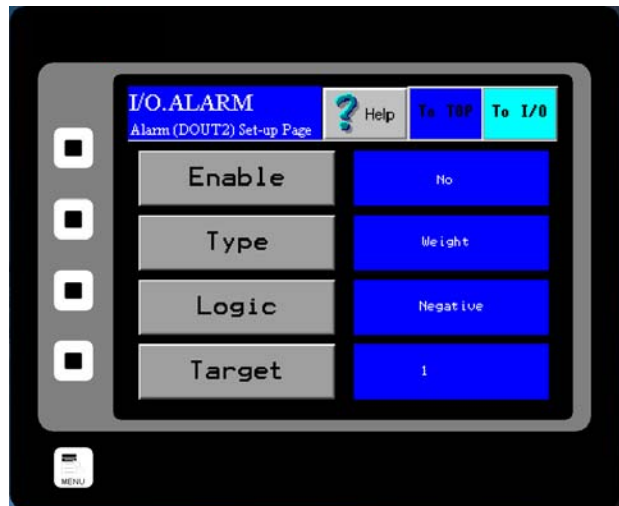 I/O.ALARM
Alarm (DOUT2) Set-up Page
? Help
To TOP
To I/O
Enable
No
Type
Weight
Logic
Negative
Target
1
MENU